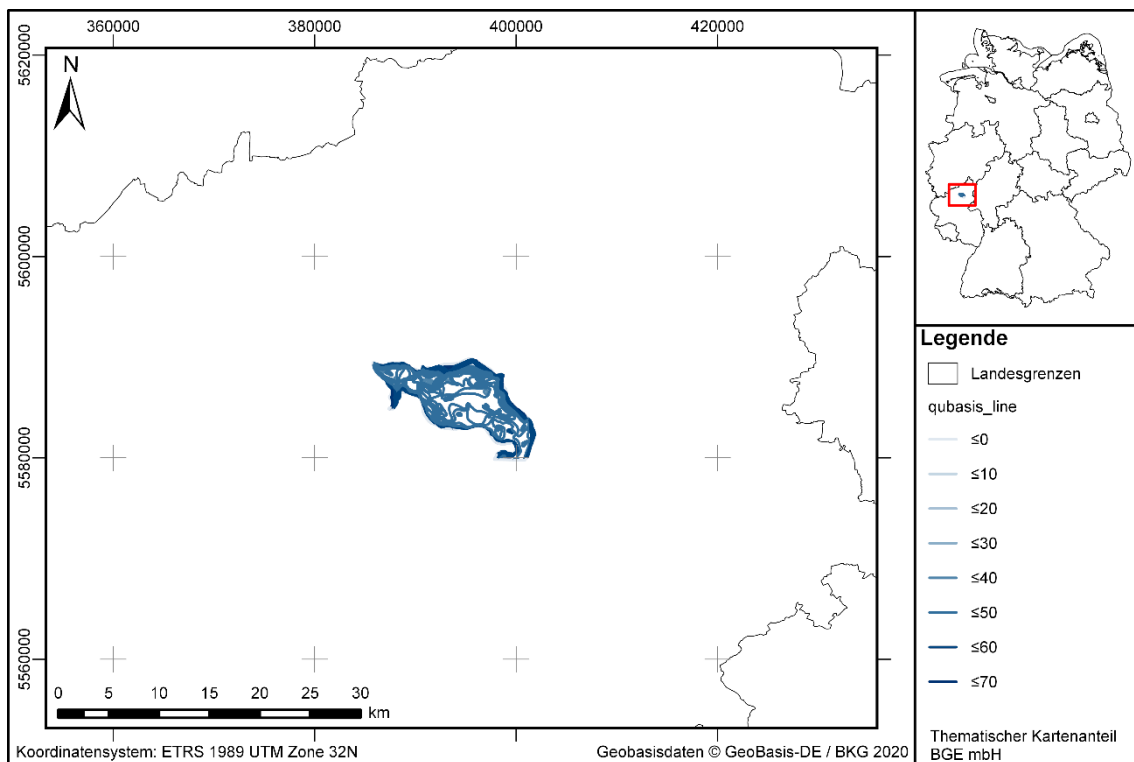 360000
380000
400000
420000
5620000
5600000
5580000
5560000
N
0
5
10
15
20
25
30
km
Koordinatensystem: ETRS 1989 UTM Zone 32N
Geobasisdaten © GeoBasis-DE / BKG 2020
Legende
Landesgrenzen
qubasis_line
≤0
≤10
≤20
≤30
≤40
≤50
≤60
≤70
Thematischer Kartenanteil
BGE mbH